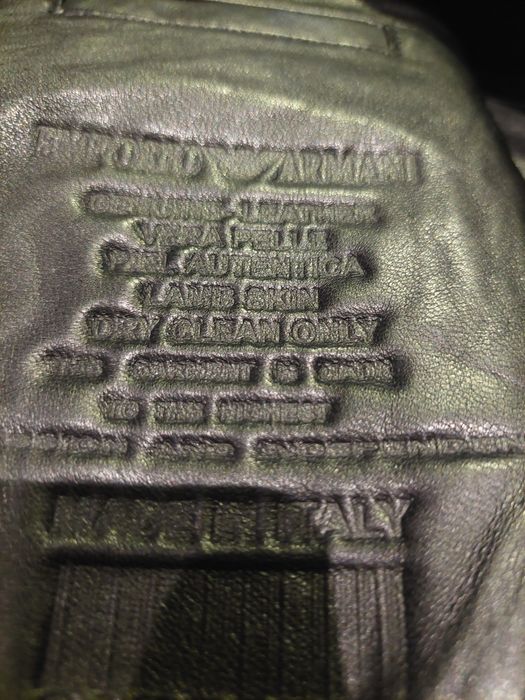 EMPORIO ARMANI
GENUINE LEATHER
VERA PELLE
PIEL AUTENTICA
LAMB SKIN
DRY CLEAN ONLY
THIS GARMENT IS MADE
TO THE HIGHEST
AND
MADE IN ITALY